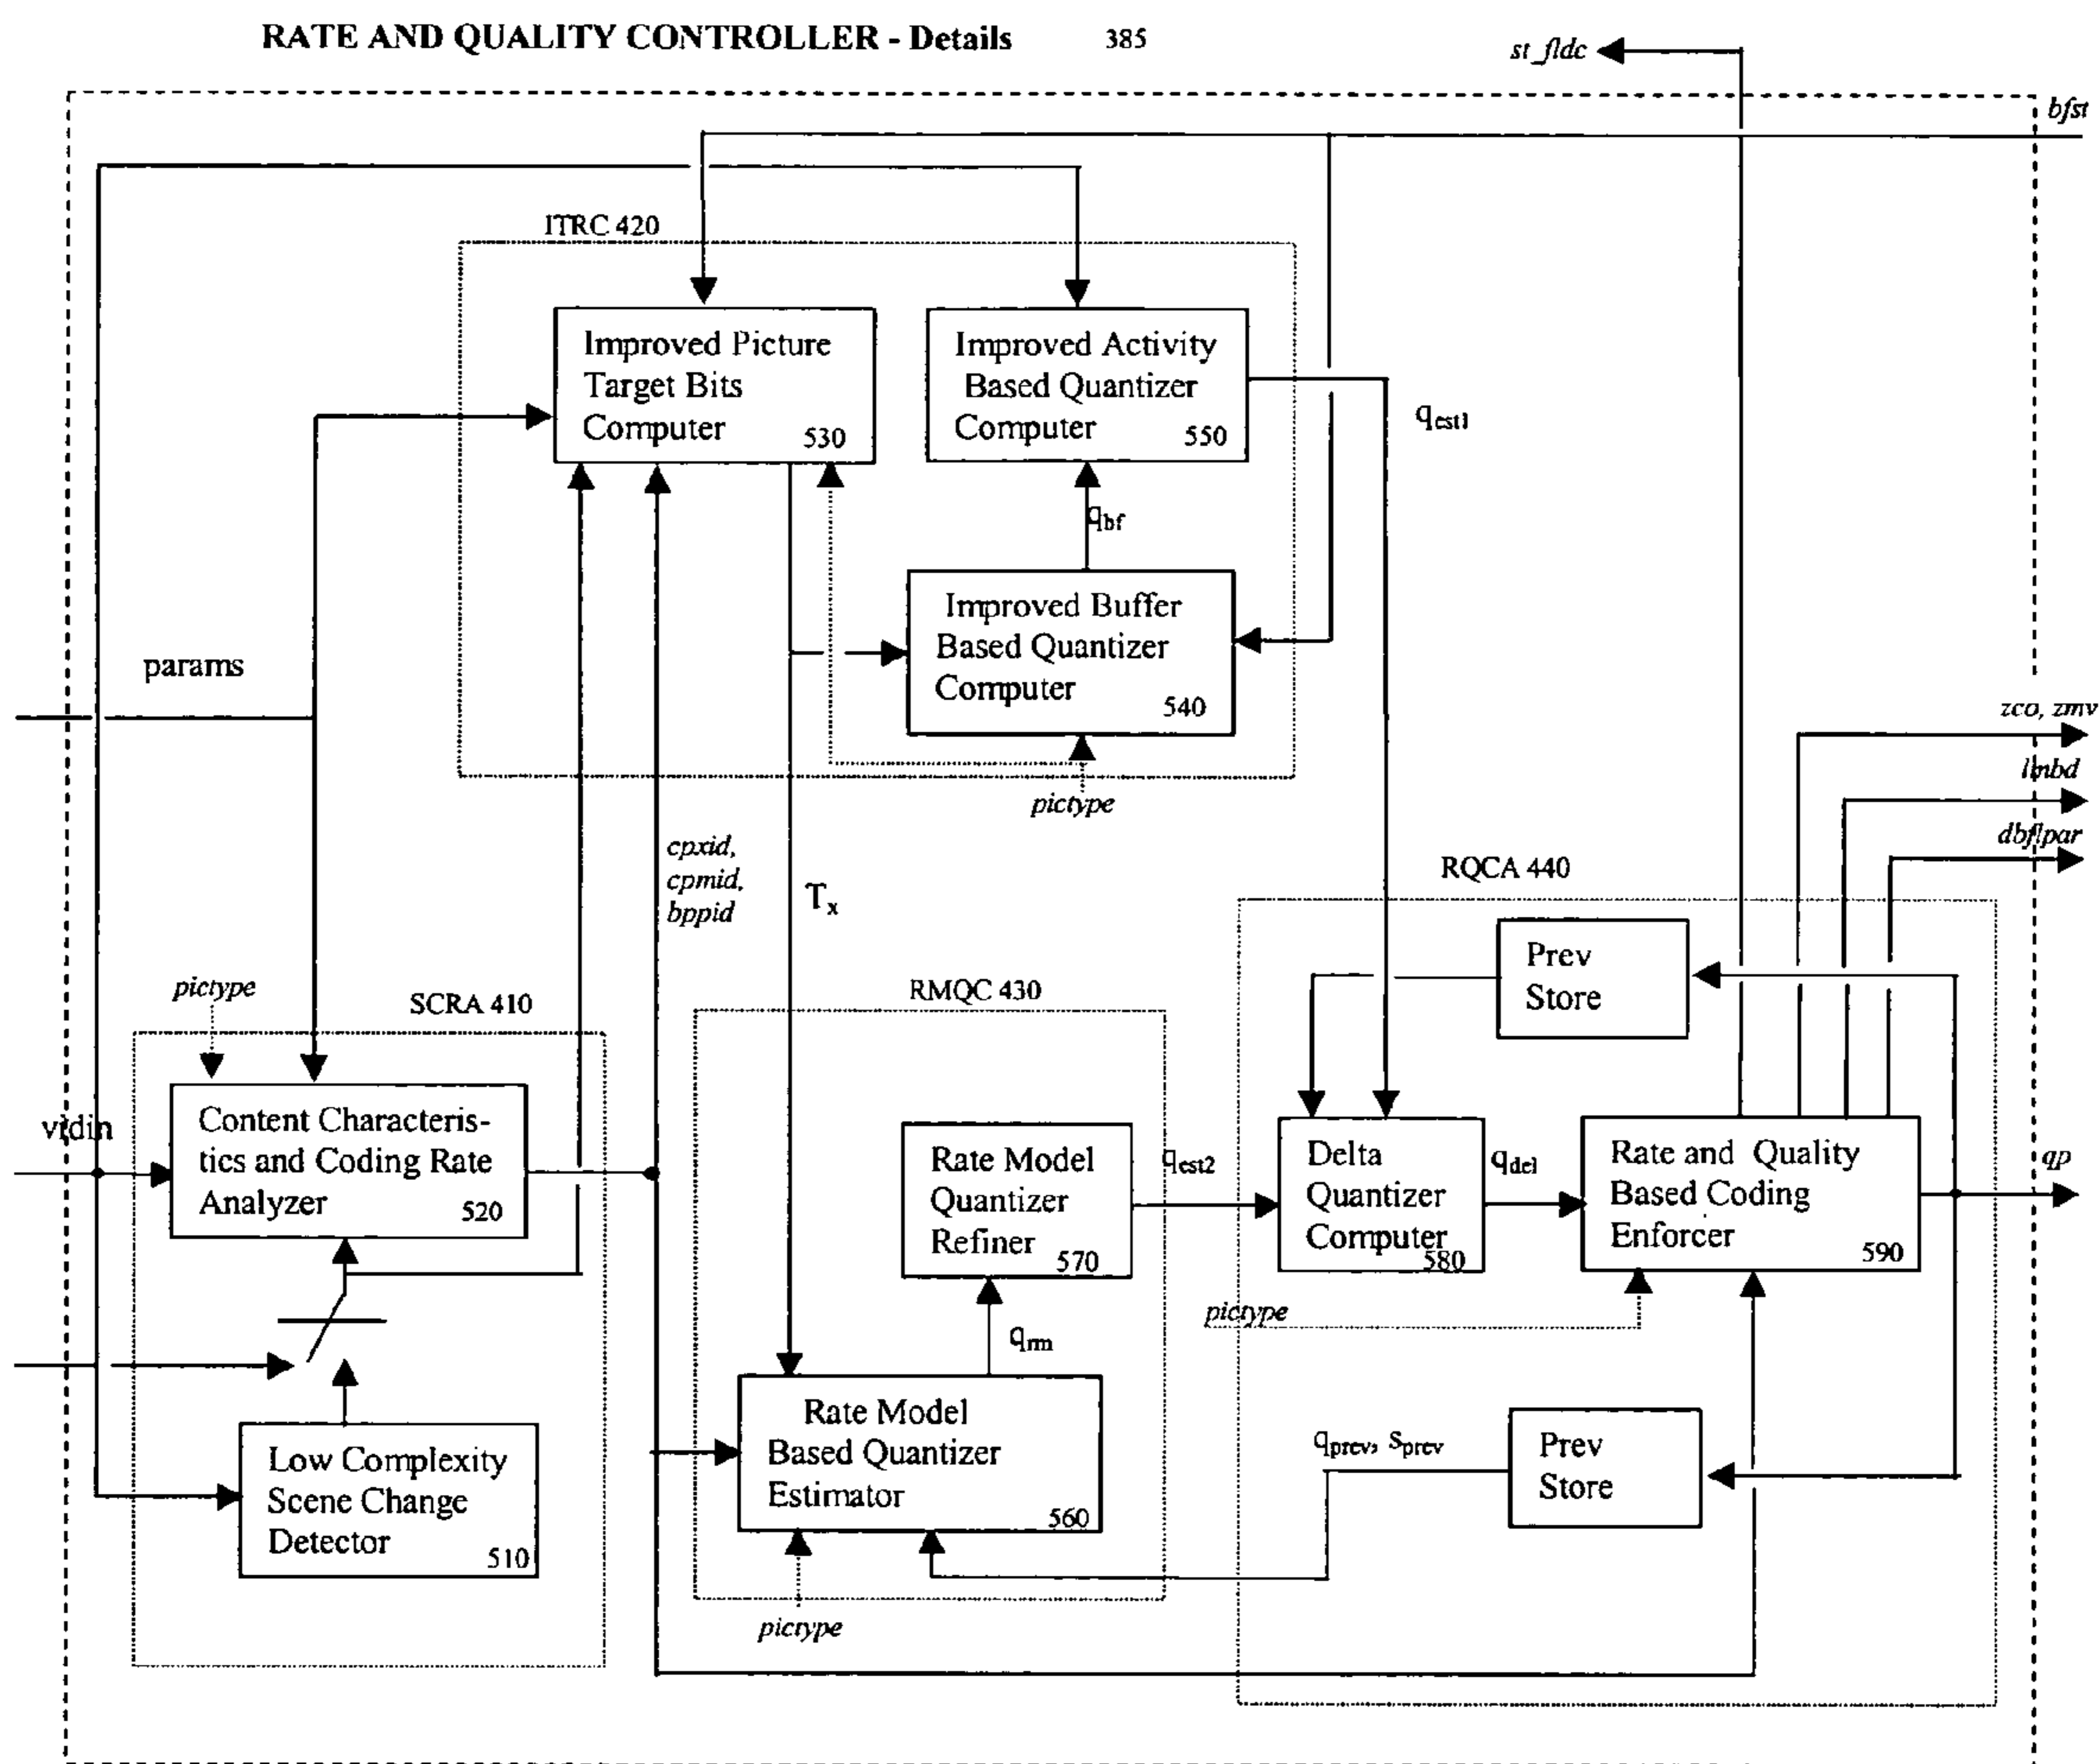 RATE AND QUALITY CONTROLLER - Details 385
st_fldc
bfst
ITRC 420
Improved Picture
Target Bits
Computer
530
Improved Activity
Based Quantizer
Computer
550
qest1
qbf
Improved Buffer
Based Quantizer
Computer
540
params
pictype
zco, zmv
lmbd
dbflpar
cpxid,
cpmid,
bppid
Tx
RQCA 440
Prev
Store
pictype
SCRA 410
RMQC 430
vidin
Content Characteris-
tics and Coding Rate
Analyzer
520
Rate Model
Quantizer
Refiner
570
qest2
Delta
Quantizer
Computer
580
qdel
Rate and Quality
Based Coding
Enforcer
590
qp
pictype
qrm
Rate Model
Based Quantizer
Estimator
560
qprev, sprev
Prev
Store
Low Complexity
Scene Change
Detector
510
pictype